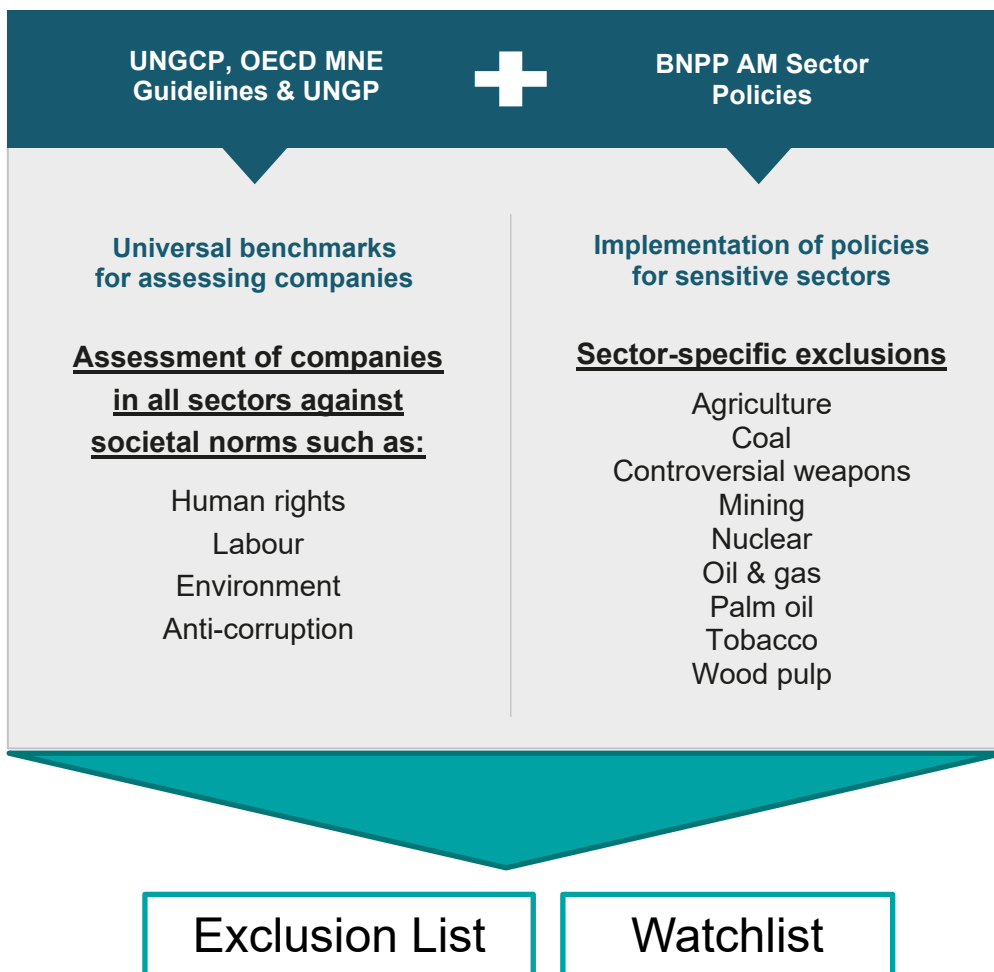 UNGCP, OECD MNE
Guidelines & UNGP
BNPP AM Sector
Policies
Universal benchmarks
for assessing companies
Assessment of companies
in all sectors against
societal norms such as:
Human rights
Labour
Environment
Anti-corruption
Implementation of policies
for sensitive sectors
Sector-specific exclusions
Agriculture
Coal
Controversial weapons
Mining
Nuclear
Oil & gas
Palm oil
Tobacco
Wood pulp
Exclusion List
Watchlist